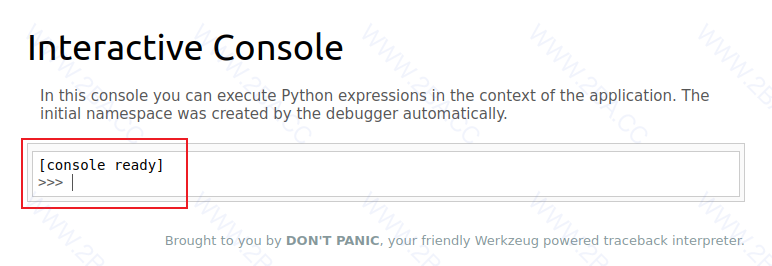 Interactive Console
In this console you can execute Python expressions in the context of the application. The
initial namespace was created by the debugger automatically.
[console ready]
>>>
Brought to you by DON'T PANIC, your friendly Werkzeug powered traceback interpreter.